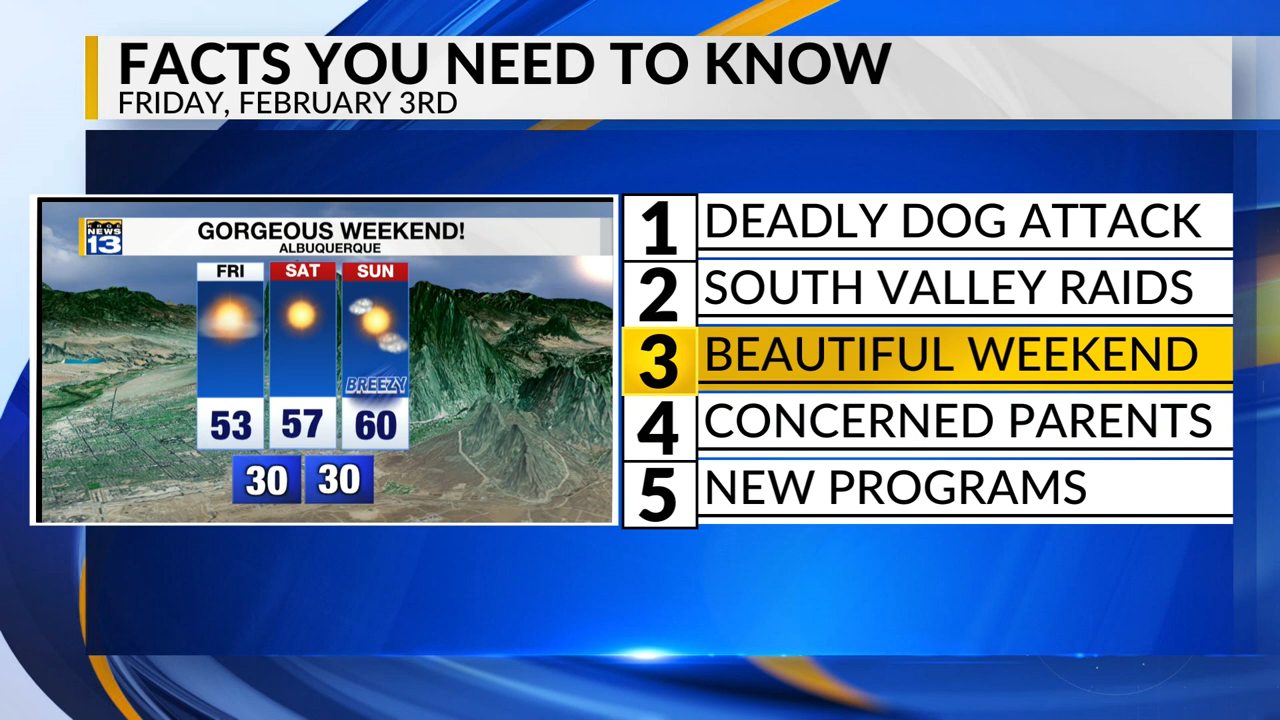 FACTS YOU NEED TO KNOW
FRIDAY, FEBRUARY 3RD
KRQE
NEWS
13
GORGEOUS WEEKEND!
ALBUQUERQUE
FRI SAT SUN
BREEZY
53 57 60
30 30
1 DEADLY DOG ATTACK
2 SOUTH VALLEY RAIDS
3 BEAUTIFUL WEEKEND
4 CONCERNED PARENTS
5 NEW PROGRAMS